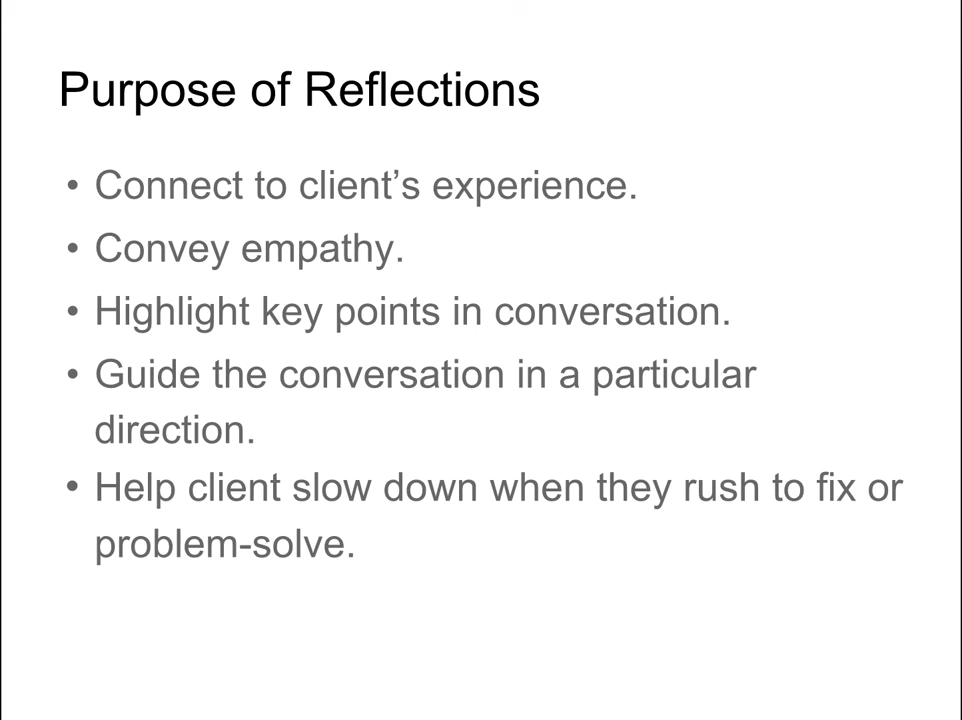 Purpose of Reflections
• Connect to client’s experience.
• Convey empathy.
• Highlight key points in conversation.
• Guide the conversation in a particular
direction.
• Help client slow down when they rush to fix or
problem-solve.